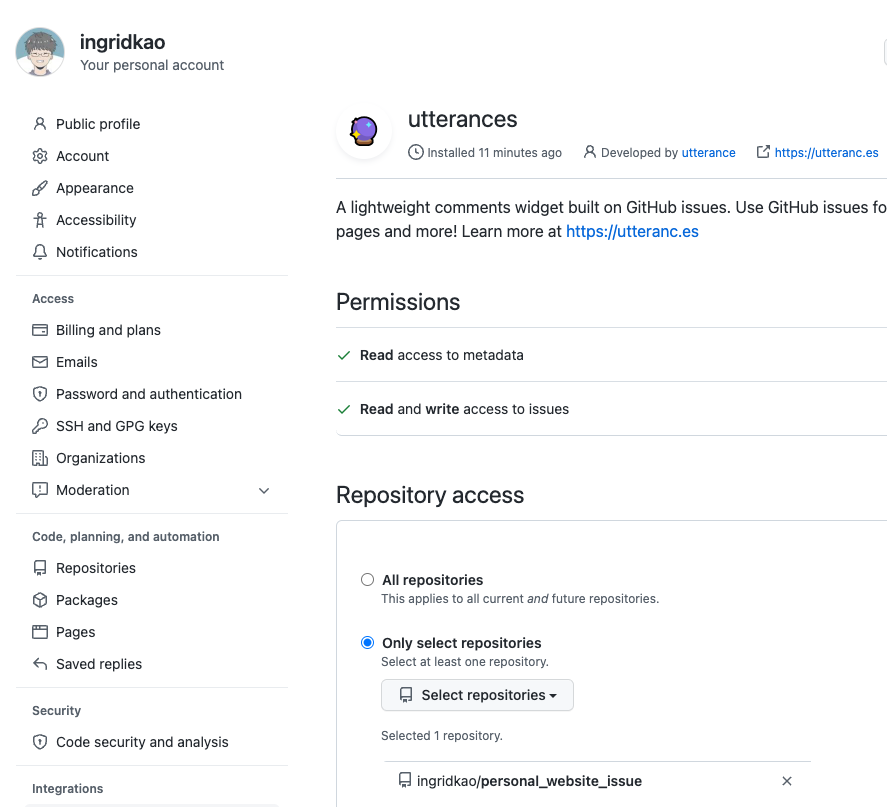 ingridkao
Your personal account
Public profile
Account
Appearance
Accessibility
Notifications
Access
Billing and plans
Emails
Password and authentication
SSH and GPG keys
Organizations
Moderation
Code, planning, and automation
Repositories
Packages
Pages
Saved replies
Security
Code security and analysis
Integrations
utterances
Installed 11 minutes ago Developed by utterance https://utteranc.es
A lightweight comments widget built on GitHub issues. Use GitHub issues fo
pages and more! Learn more at https://utteranc.es
Permissions
Read access to metadata
Read and write access to issues
Repository access
All repositories
This applies to all current and future repositories.
Only select repositories
Select at least one repository.
Select repositories
Selected 1 repository.
ingridkao/personal_website_issue